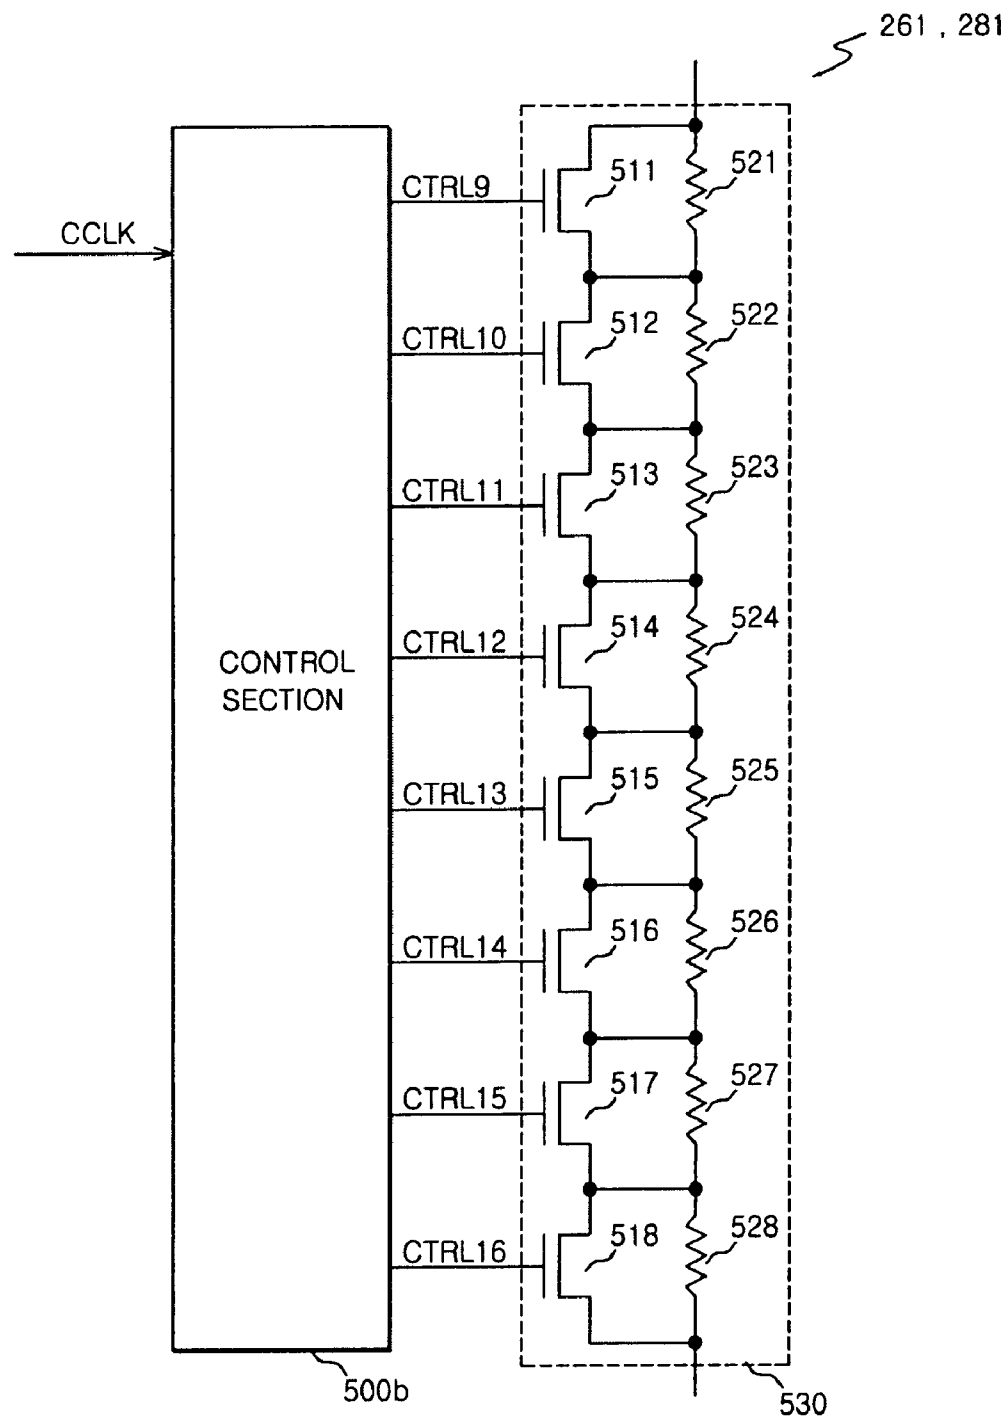 261 , 281
CCLK
CONTROL
SECTION
500b
CTRL9
511
521
CTRL10
512
522
CTRL11
513
523
CTRL12
514
524
CTRL13
515
525
CTRL14
516
526
CTRL15
517
527
CTRL16
518
528
530